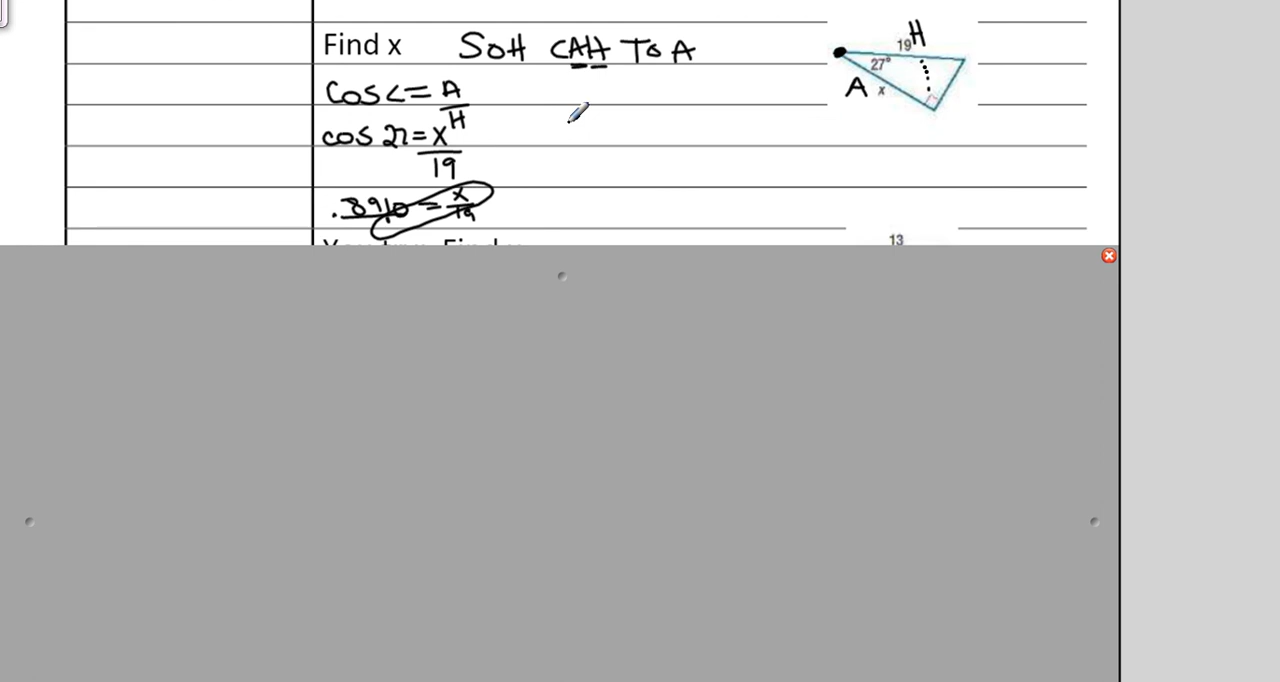 Find x SOH CAH TOA
Cos < = A/H
cos 27 = x/19
.8910 = x/19
19 H
27°
A x
13